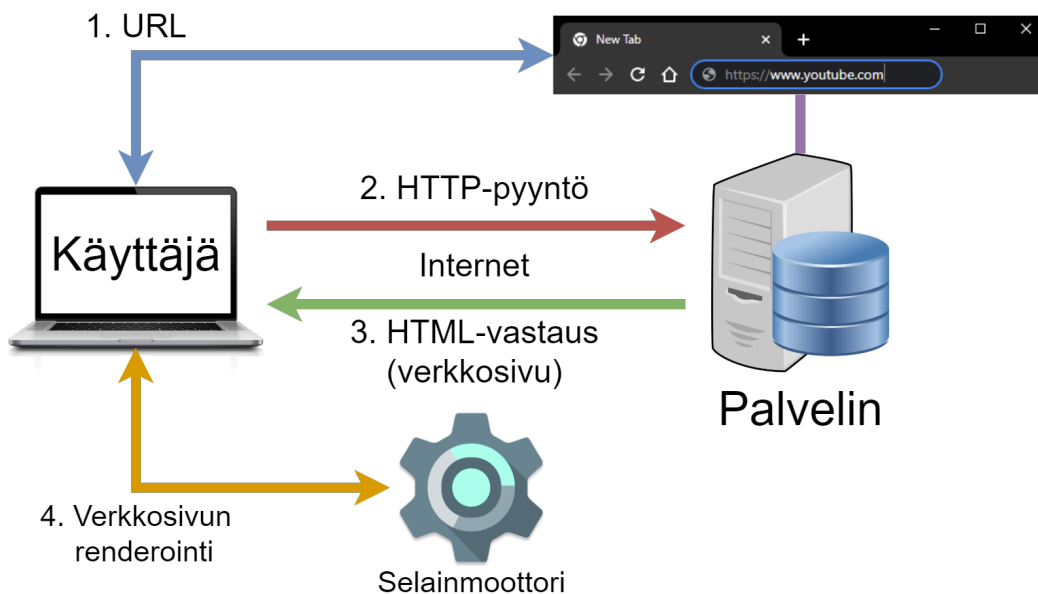 1. URL
New Tab
https://www.youtube.com
2. HTTP-pyyntö
Käyttäjä
Internet
3. HTML-vastaus
(verkkosivu)
Palvelin
4. Verkkosivun
renderointi
Selainmoottori